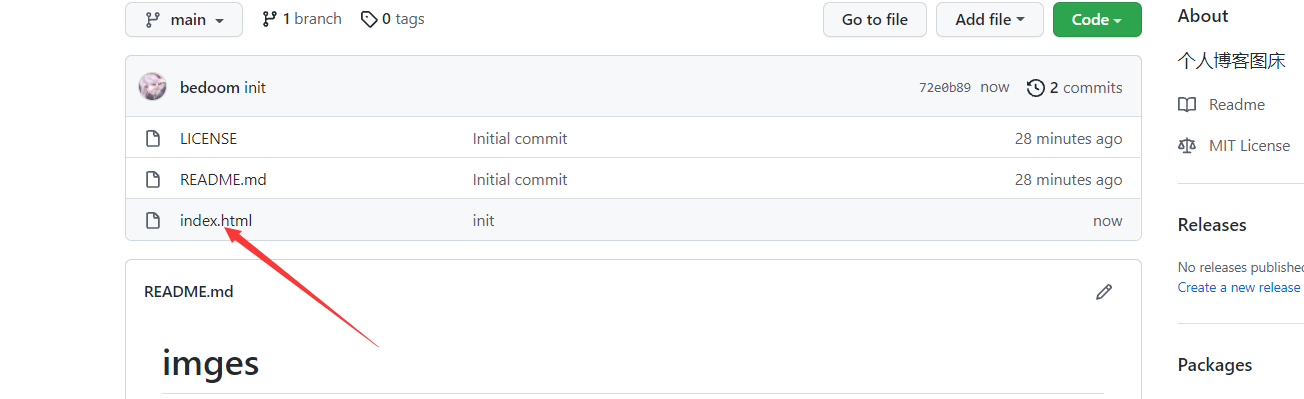 main 1 branch 0 tags Go to file Add file Code
bedoom init 72e0b89 now 2 commits
LICENSE Initial commit 28 minutes ago
README.md Initial commit 28 minutes ago
index.html init now
README.md
imges
About
个人博客图床
Readme
MIT License
Releases
No releases published
Create a new release
Packages